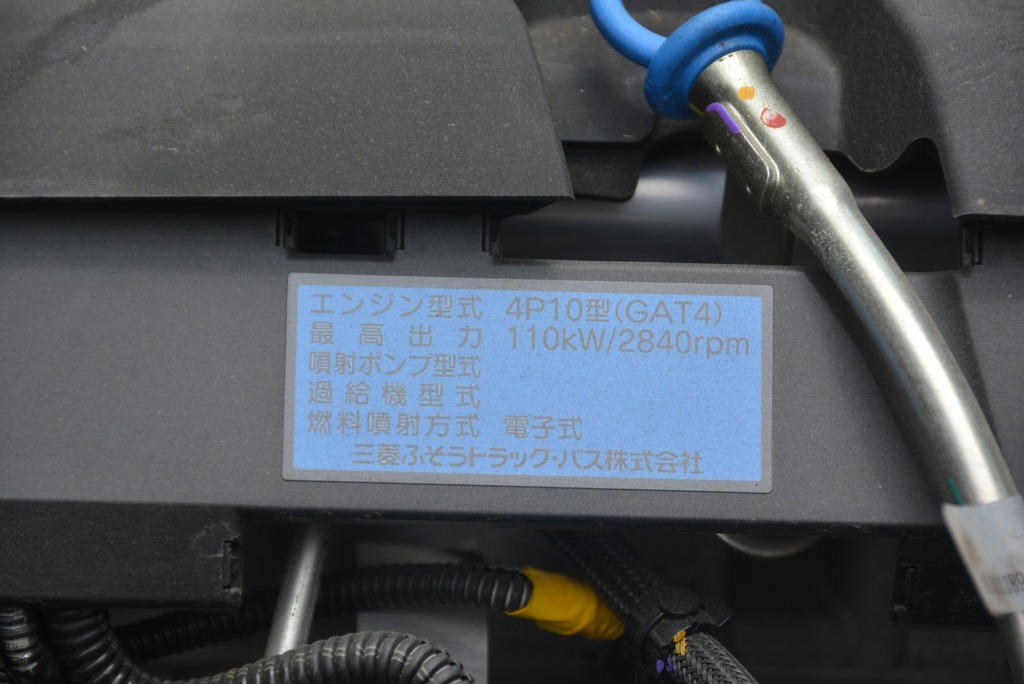 エンジン型式 4P10型(GAT4)
最高出力 110kW/2840rpm
噴射ポンプ型式
過給機型式
燃料噴射方式 電子式
三菱ふそうトラック・バス株式会社